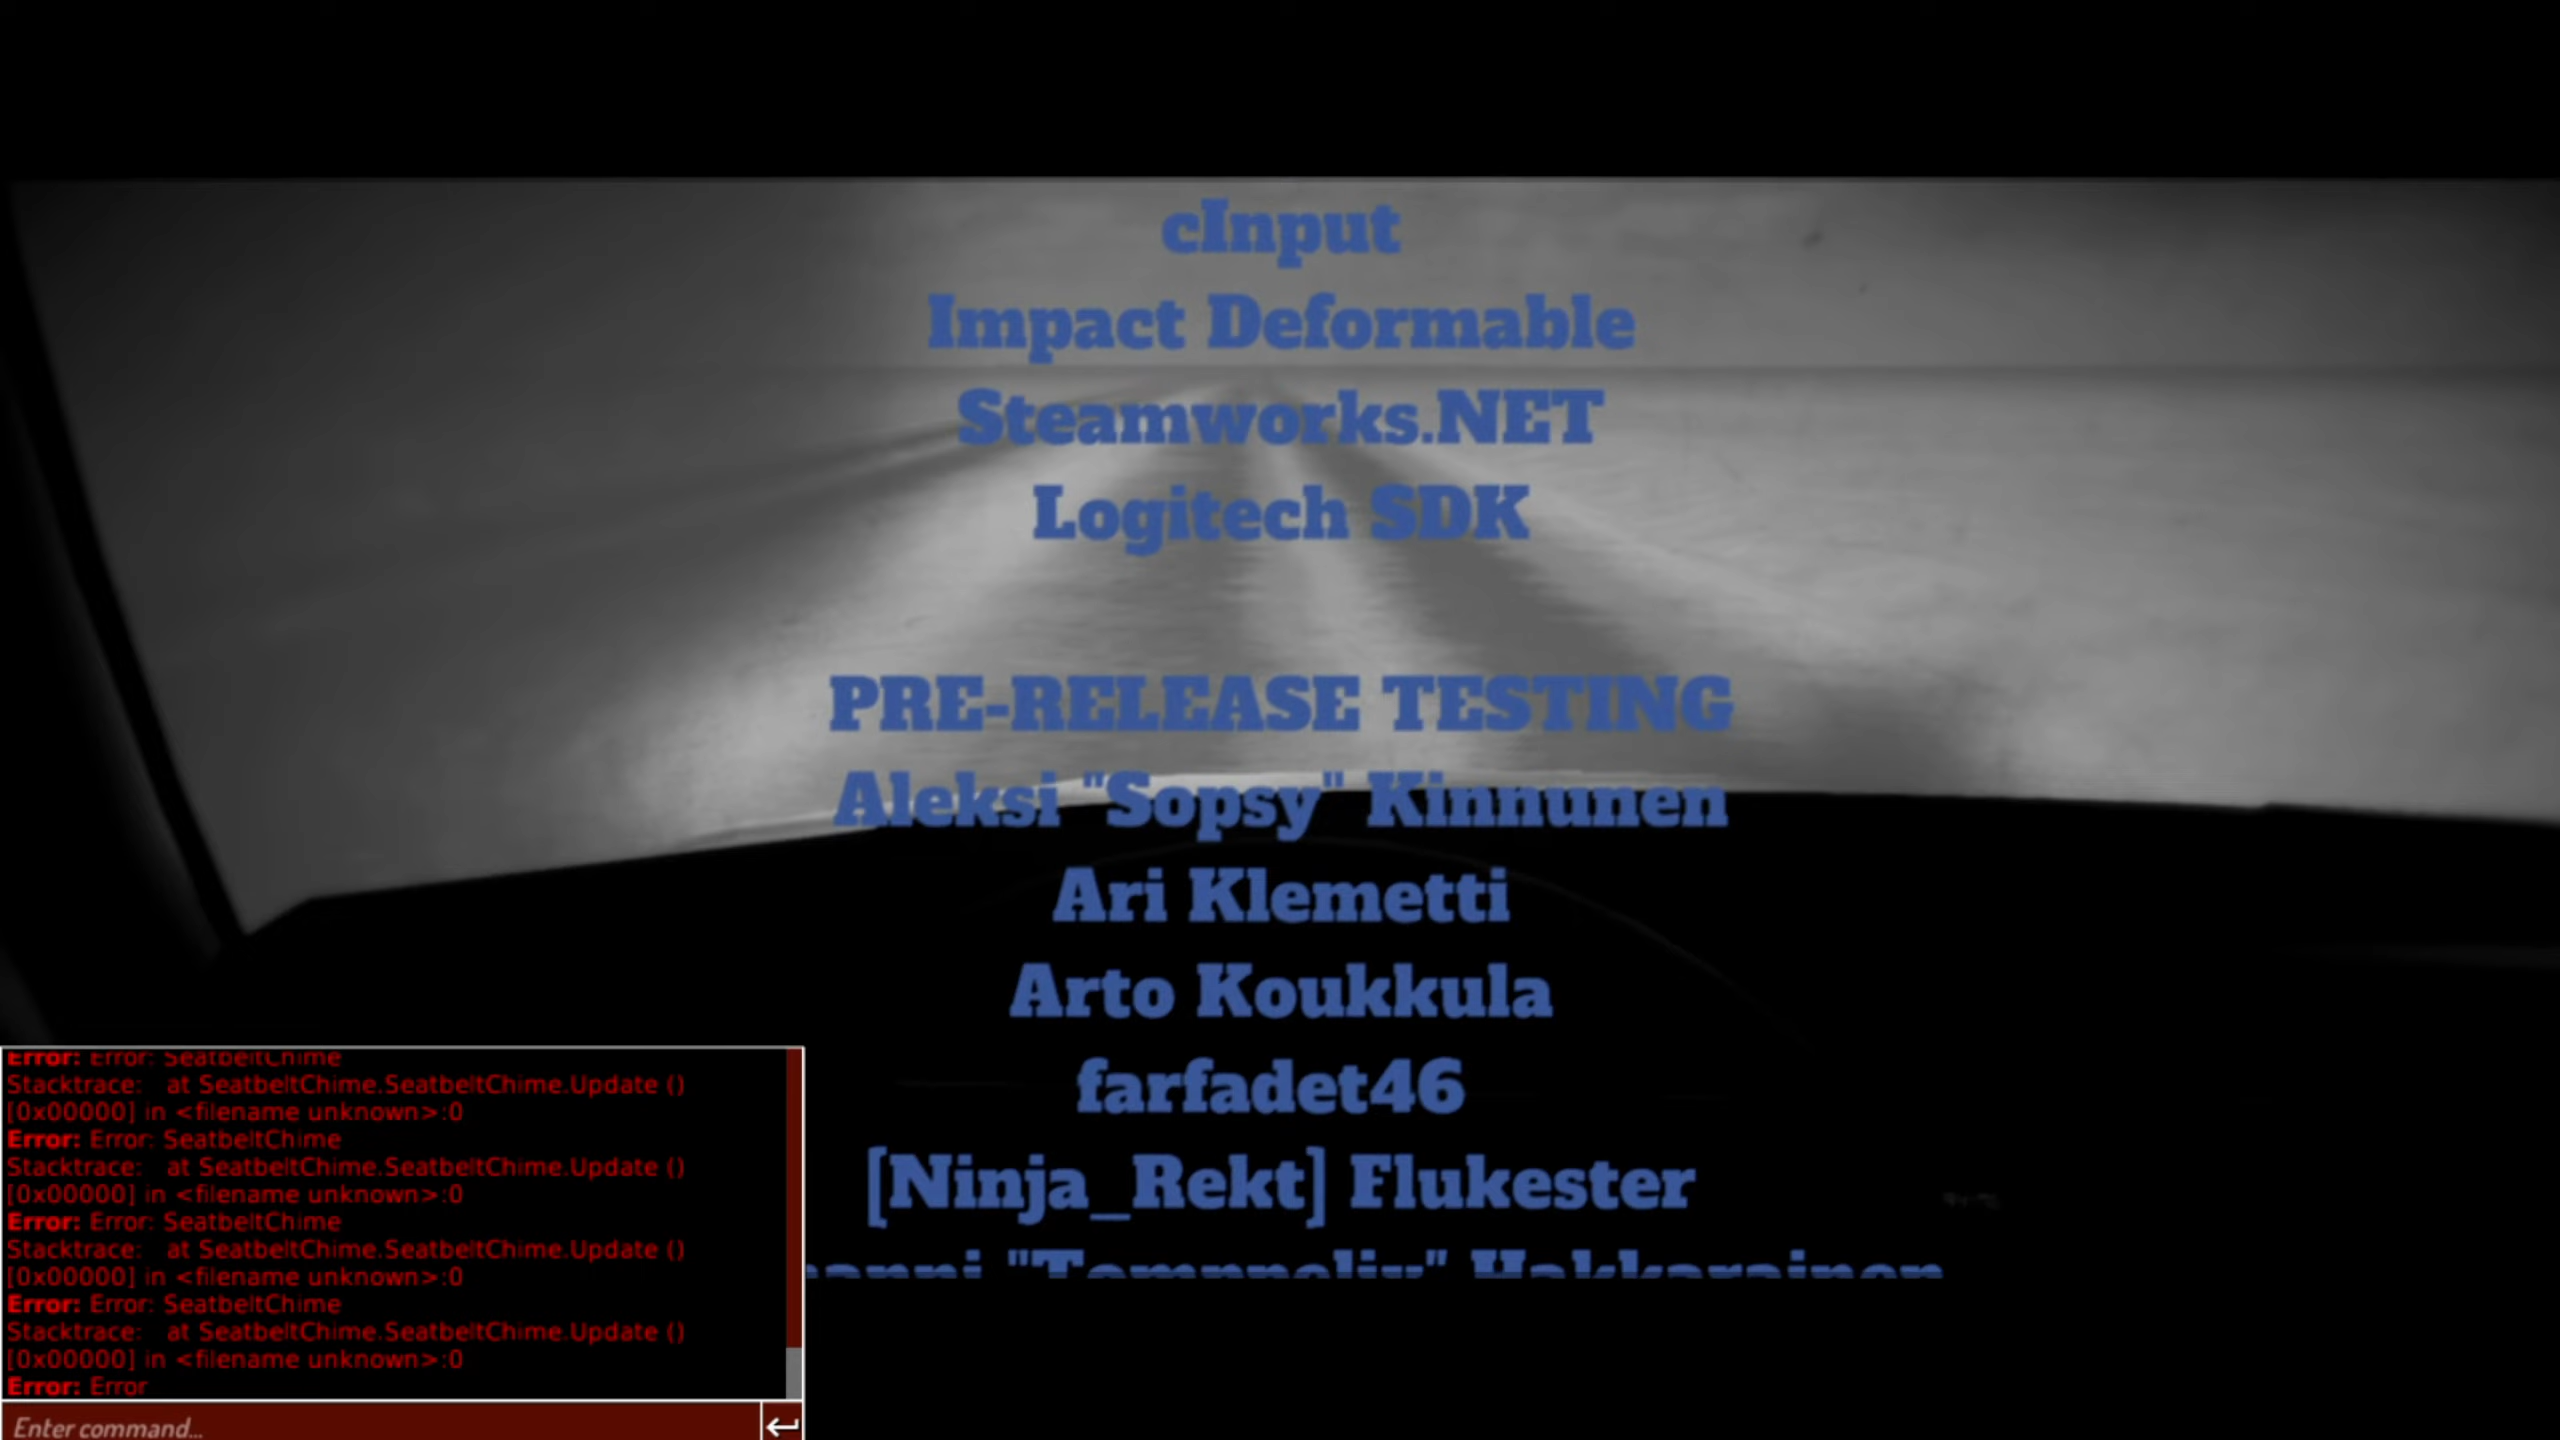 cInput
Impact Deformable
Steamworks.NET
Logitech SDK
PRE-RELEASE TESTING
Aleksi "Sopsy" Kinnunen
Ari Klemetti
Arto Koukkula
farfadet46
[Ninja_Rekt] Flukester
Error: Error: SeatbeltChime
Stacktrace: at SeatbeltChime.SeatbeltChime.Update ()
[0x00000] in <filename unknown>:0
Error: Error: SeatbeltChime
Stacktrace: at SeatbeltChime.SeatbeltChime.Update ()
[0x00000] in <filename unknown>:0
Error: Error: SeatbeltChime
Stacktrace: at SeatbeltChime.SeatbeltChime.Update ()
[0x00000] in <filename unknown>:0
Error: Error: SeatbeltChime
Stacktrace: at SeatbeltChime.SeatbeltChime.Update ()
[0x00000] in <filename unknown>:0
Error: Error
Enter command...